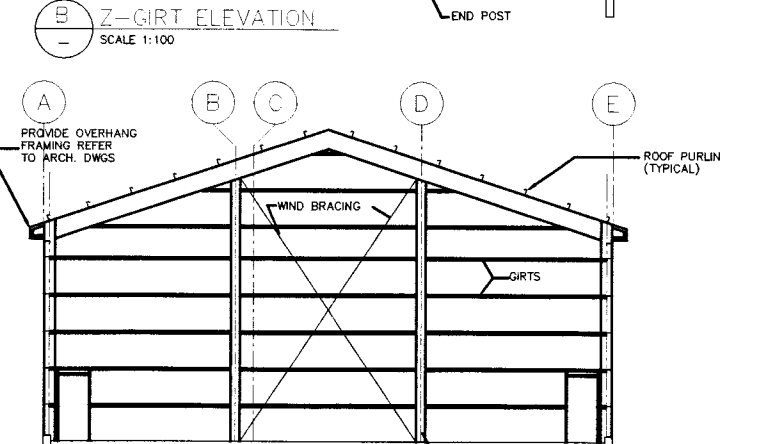 B
Z-GIRT ELEVATION
-
SCALE 1:100
END POST
A
B
C
D
E
PROVIDE OVERHANG
FRAMING REFER
TO ARCH. DWGS
ROOF PURLIN
(TYPICAL)
WIND BRACING
GIRTS